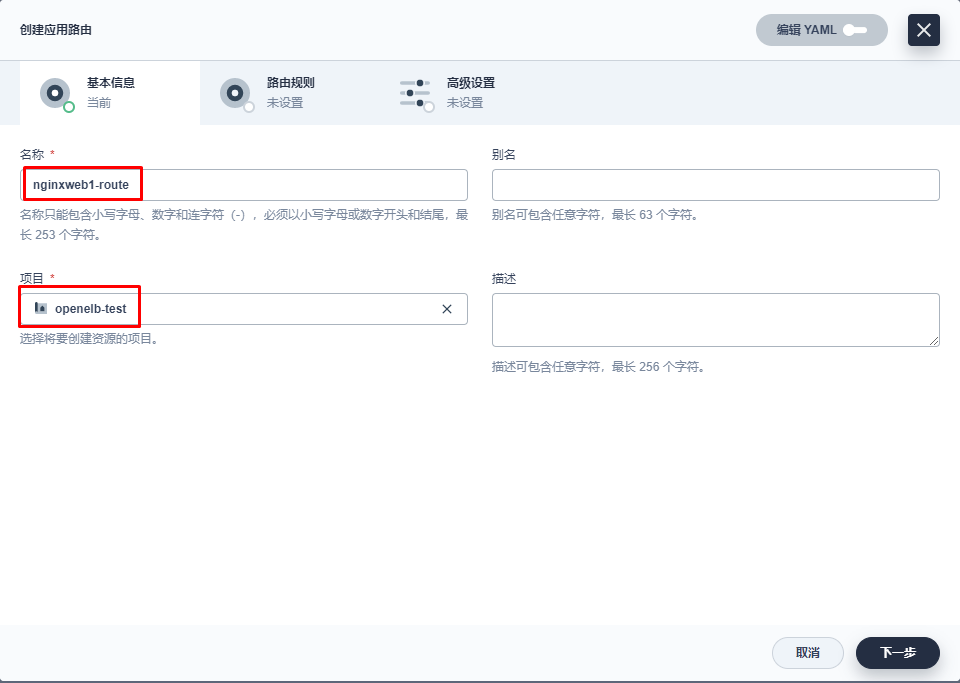 创建应用路由
编辑 YAML
基本信息
当前
路由规则
未设置
高级设置
未设置
名称 *
nginxweb1-route
名称只能包含小写字母、数字和连字符（-），必须以小写字母或数字开头和结尾，最
长 253 个字符。
别名
别名可包含任意字符，最长 63 个字符。
项目 *
openelb-test
选择将要创建资源的项目。
描述
描述可包含任意字符，最长 256 个字符。
取消
下一步